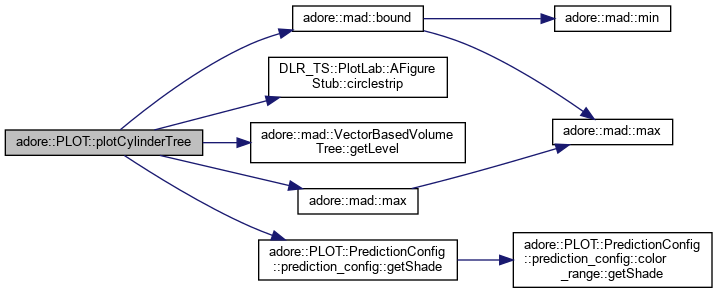 adore::mad::bound
adore::mad::min
DLR_TS::PlotLab::AFigure
Stub::circlestrip
adore::PLOT::plotCylinderTree
adore::mad::VectorBasedVolume
Tree::getLevel
adore::mad::max
adore::mad::max
adore::PLOT::PredictionConfig
::prediction_config::getShade
adore::PLOT::PredictionConfig
::prediction_config::color
_range::getShade